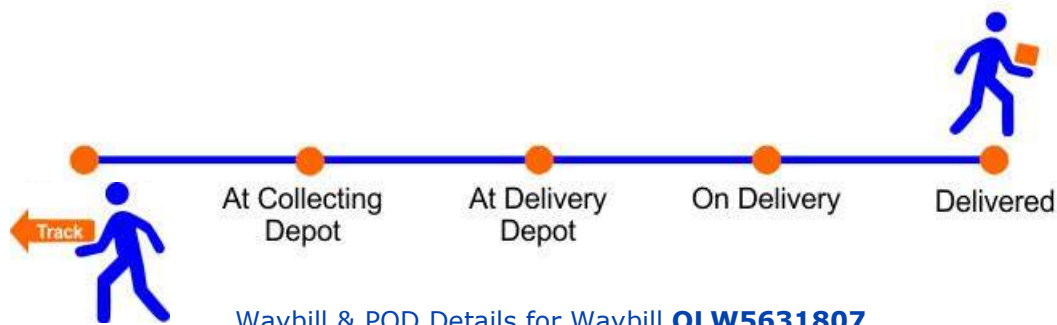 At Collecting
Depot
At Delivery
Depot
On Delivery
Delivered
Track
Waybill & POD Details for Waybill OLW5631807